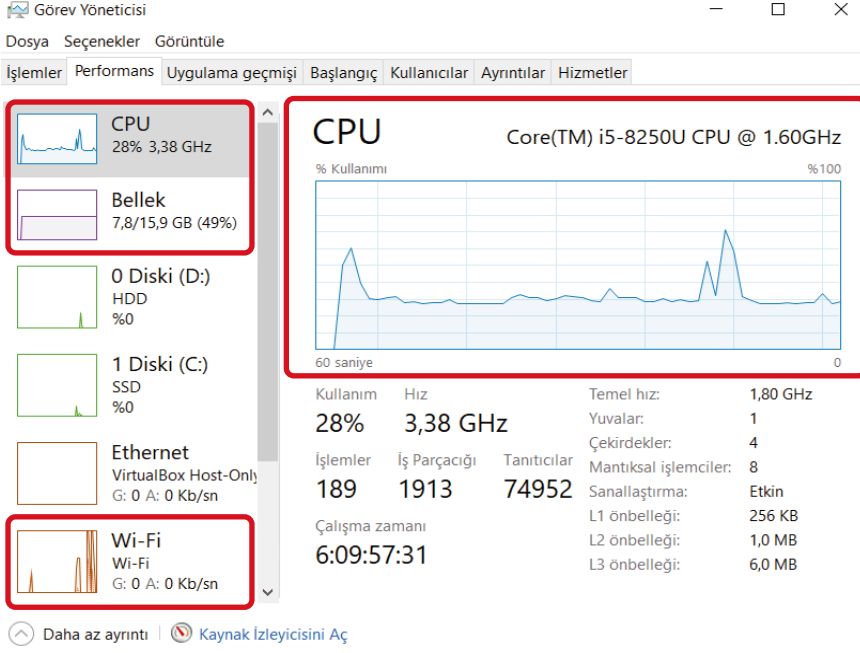 Görev Yöneticisi
Dosya Seçenekler Görüntüle
İşlemler Performans Uygulama geçmişi Başlangıç Kullanıcılar Ayrıntılar Hizmetler
CPU
28% 3,38 GHz
Bellek
7,8/15,9 GB (49%)
0 Diski (D:)
HDD
%0
1 Diski (C:)
SSD
%0
Ethernet
VirtualBox Host-Only
G: 0 A: 0 Kb/sn
Wi-Fi
Wi-Fi
G: 0 A: 0 Kb/sn
CPU Core(TM) i5-8250U CPU @ 1.60GHz
% Kullanımı %100
60 saniye 0
Kullanım Hız
28% 3,38 GHz
İşlemler İş Parçacığı Tanıtıcılar
189 1913 74952
Çalışma zamanı
6:09:57:31
Temel hız: 1,80 GHz
Yuvalar: 1
Çekirdekler: 4
Mantıksal işlemciler: 8
Sanallaştırma: Etkin
L1 önbelleği: 256 KB
L2 önbelleği: 1,0 MB
L3 önbelleği: 6,0 MB
Daha az ayrıntı Kaynak İzleyicisini Aç